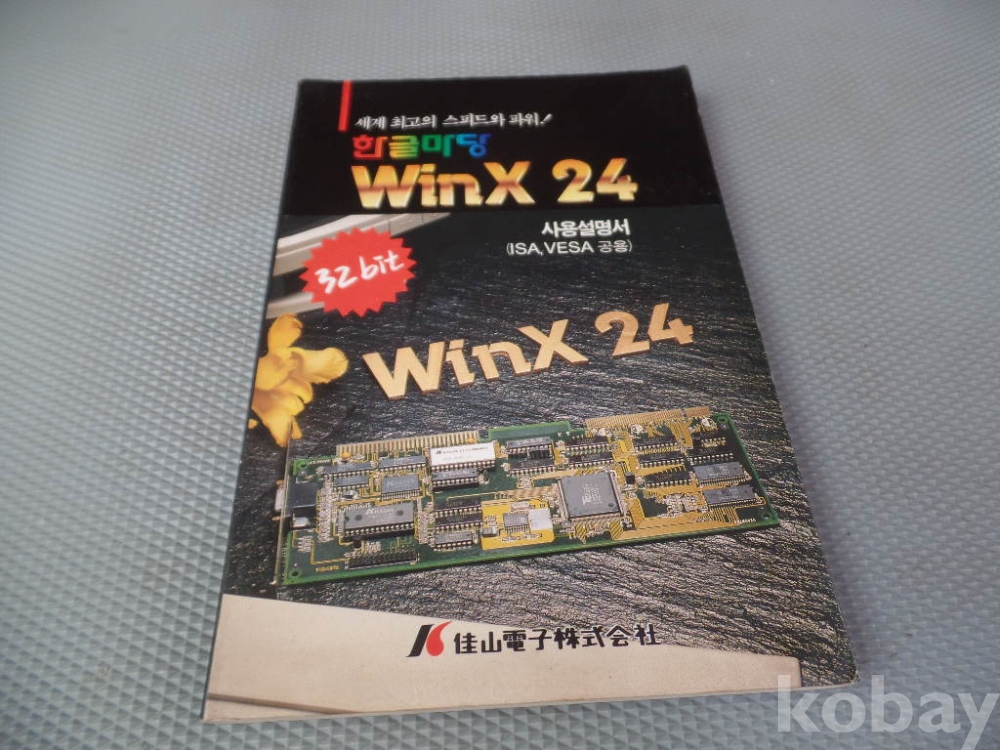 세계 최고의 스피드와 파워!
한글마당
WinX 24
사용설명서
(ISA, VESA 공용)
32 bit
WinX 24
佳山電子株式会社
kobay